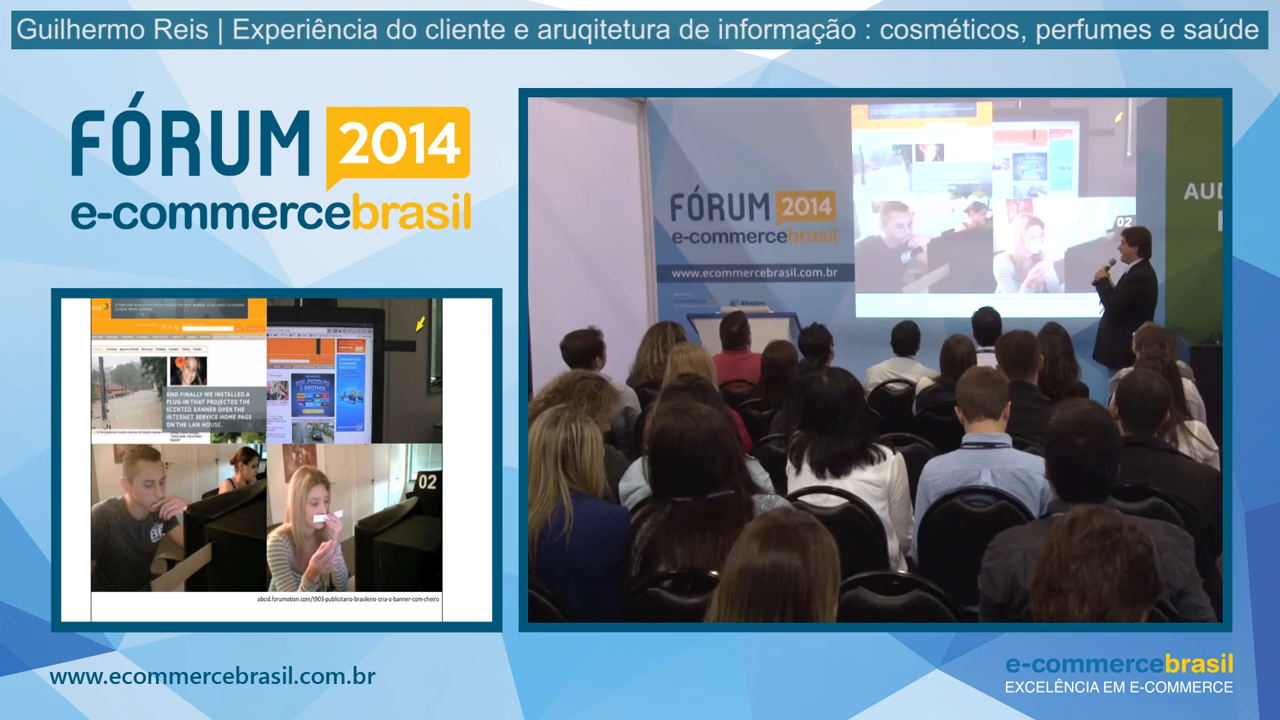 Guilhermo Reis | Experiência do cliente e aruqitetura de informação : cosméticos, perfumes e saúde
FÓRUM 2014
e-commercebrasil
AND FINALLY WE INSTALLED A
PLUG-IN THAT PROJECTED THE
SCENTED BANNER OVER THE
INTERNET SERVICE HOME PAGE
ON THE LAN HOUSE.
02
abcid.forumotion.com/t903-publicitario-brasileiro-cria-o-banner-com-cheiro
FÓRUM 2014
e-commercebrasil
www.ecommercebrasil.com.br
02
AUD
www.ecommercebrasil.com.br
e-commercebrasil
EXCELÊNCIA EM E-COMMERCE